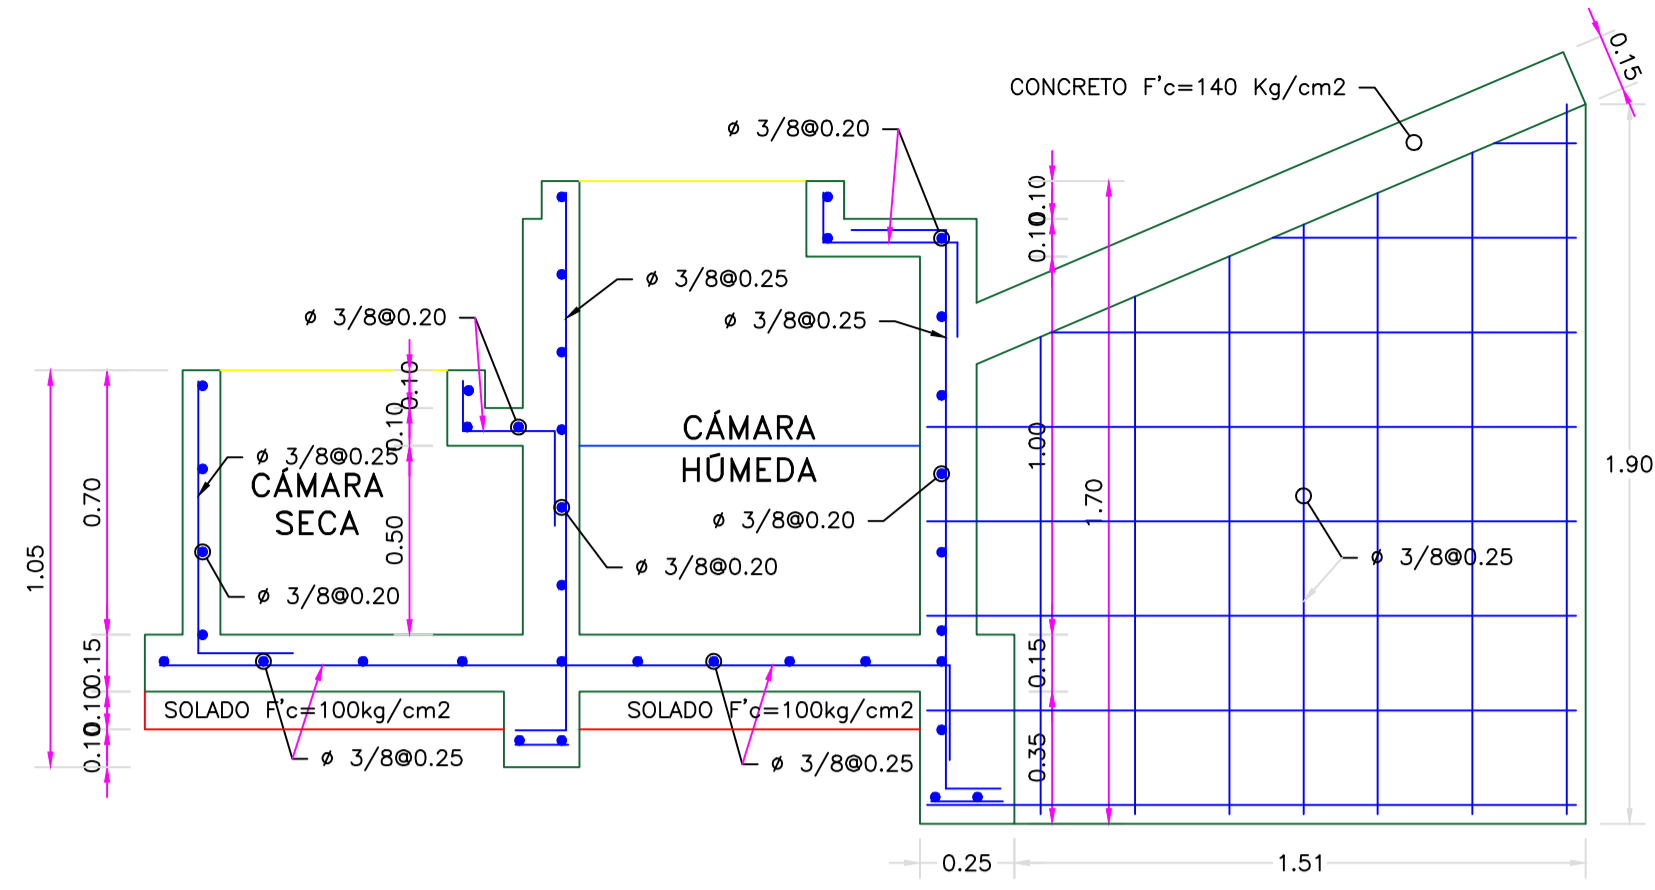 0.15
CONCRETO F'c=140 Kg/cm2
ø 3/8@0.20
0.10
0.10
ø 3/8@0.25
ø 3/8@0.20
ø 3/8@0.25
0.10
0.10
CÁMARA
HÚMEDA
1.00
ø 3/8@0.25
CÁMARA
SECA
1.90
0.70
0.50
1.70
ø 3/8@0.20
ø 3/8@0.20
ø 3/8@0.25
1.05
ø 3/8@0.20
0.15
0.15
0.10
SOLADO F'c=100kg/cm2
SOLADO F'c=100kg/cm2
0.10
ø 3/8@0.25
ø 3/8@0.25
0.35
0.25
1.51